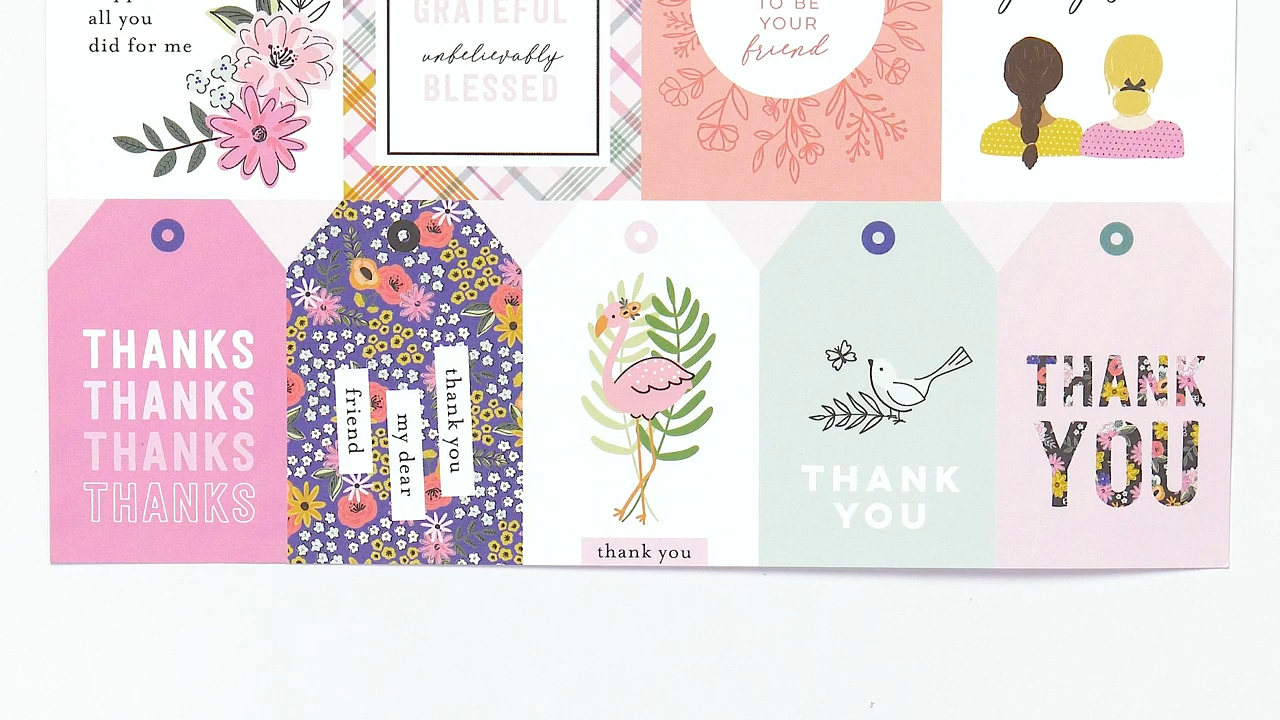 all you
did for me
GRATEFUL
unbelievably
BLESSED
TO BE
YOUR
friend
THANKS
THANKS
THANKS
THANKS
thank you
my dear
friend
thank you
THANK
YOU
THANK
YOU